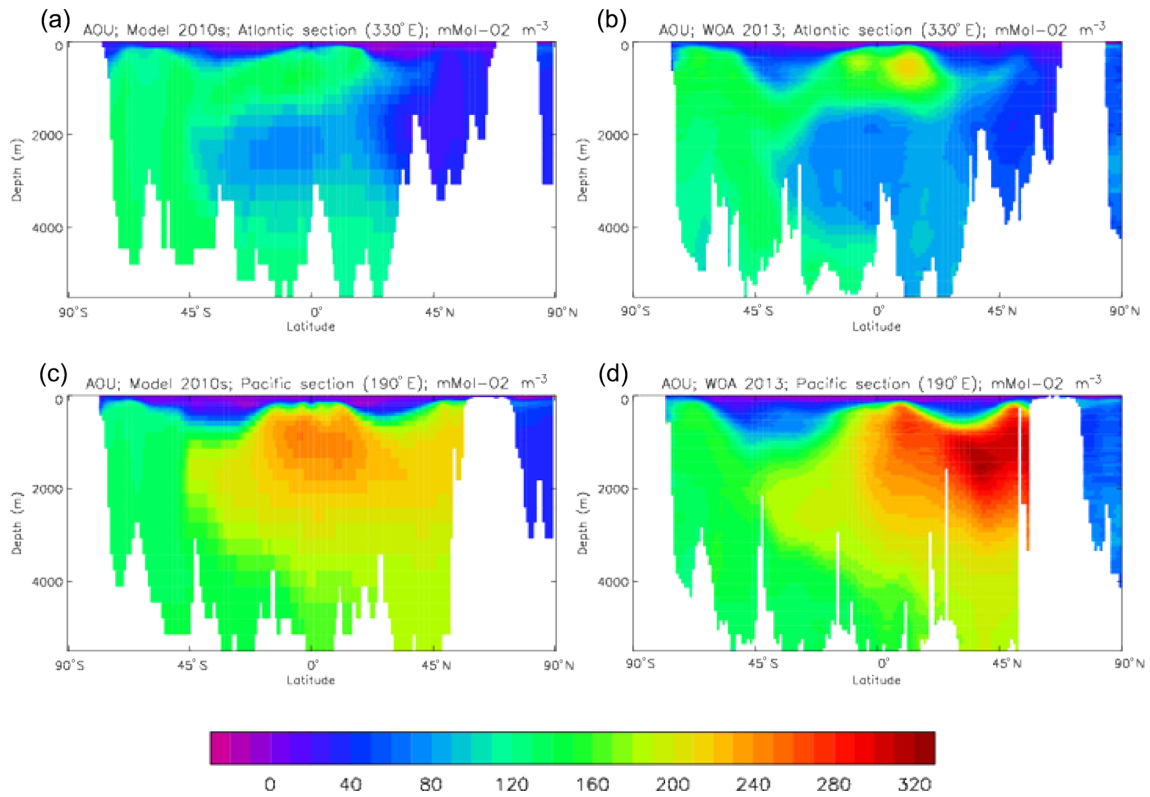 (a)
AOU; Model 2010s; Atlantic section (330°E); mMol-O2 m⁻³
0
2000
4000
Depth (m)
90°S 45°S 0° 45°N 90°N
Latitude
(b)
AOU; WOA 2013; Atlantic section (330°E); mMol-O2 m⁻³
0
2000
4000
Depth (m)
90°S 45°S 0° 45°N 90°N
Latitude
(c)
AOU; Model 2010s; Pacific section (190°E); mMol-O2 m⁻³
0
2000
4000
Depth (m)
90°S 45°S 0° 45°N 90°N
Latitude
(d)
AOU; WOA 2013; Pacific section (190°E); mMol-O2 m⁻³
0
2000
4000
Depth (m)
90°S 45°S 0° 45°N 90°N
Latitude
0 40 80 120 160 200 240 280 320